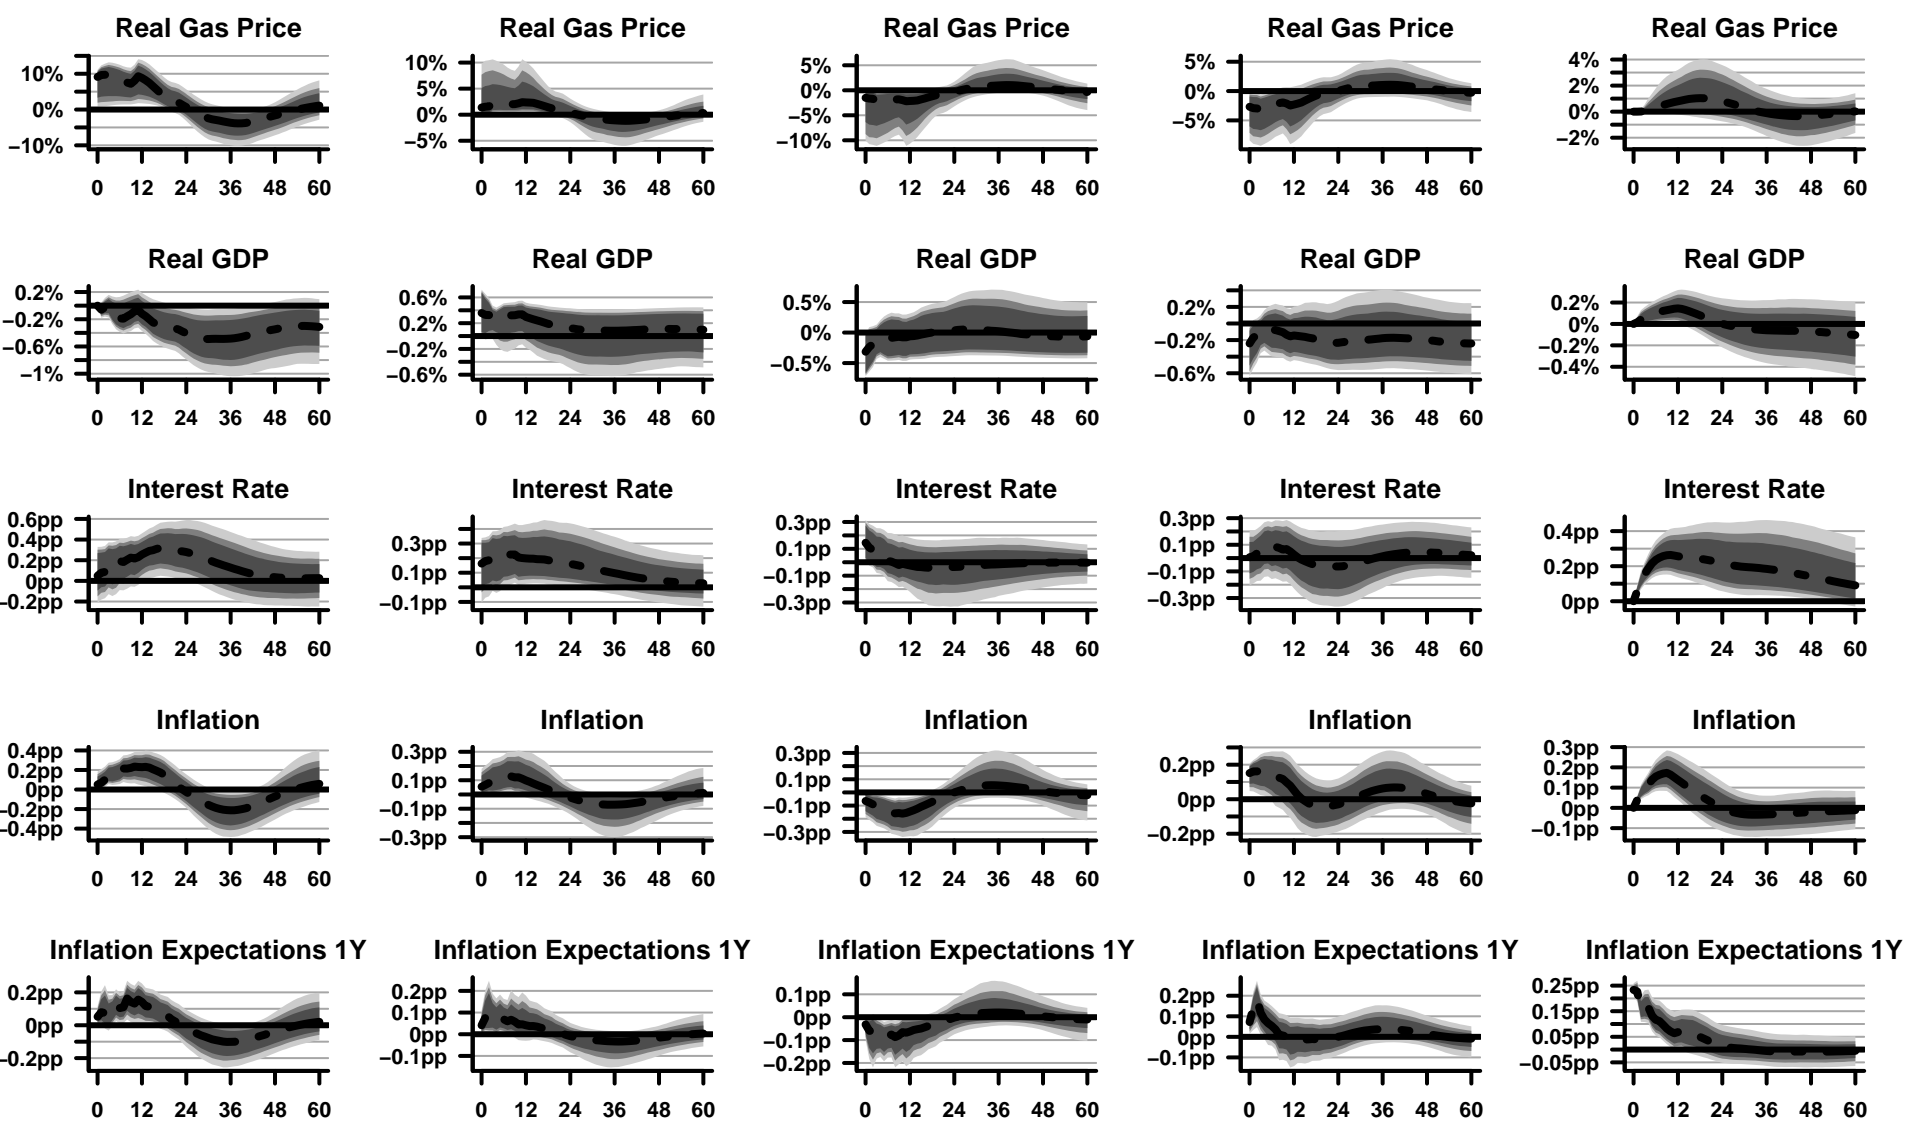 Real Gas Price Real Gas Price Real Gas Price Real Gas Price Real Gas Price
10% 10% 5% 5% 4%
0% 5% 0% 0% 2%
−10% 0% −5% −5% 0%
−5% −10% −2%
0 12 24 36 48 60 0 12 24 36 48 60 0 12 24 36 48 60 0 12 24 36 48 60 0 12 24 36 48 60
Real GDP Real GDP Real GDP Real GDP Real GDP
0.2% 0.6% 0.5% 0.2% 0.2%
−0.2% 0.2% 0% −0.2% 0%
−0.6% −0.2% −0.5% −0.6% −0.2%
−1% −0.6% −0.4%
0 12 24 36 48 60 0 12 24 36 48 60 0 12 24 36 48 60 0 12 24 36 48 60 0 12 24 36 48 60
Interest Rate Interest Rate Interest Rate Interest Rate Interest Rate
0.6pp 0.3pp 0.3pp 0.3pp 0.4pp
0.4pp 0.1pp 0.1pp 0.1pp 0.2pp
0.2pp −0.1pp −0.1pp −0.1pp 0pp
0pp −0.3pp −0.3pp
−0.2pp
0 12 24 36 48 60 0 12 24 36 48 60 0 12 24 36 48 60 0 12 24 36 48 60 0 12 24 36 48 60
Inflation Inflation Inflation Inflation Inflation
0.4pp 0.3pp 0.3pp 0.2pp 0.3pp
0.2pp 0.1pp 0.1pp 0pp 0.2pp
0pp −0.1pp −0.1pp −0.2pp 0.1pp
−0.2pp −0.3pp −0.3pp 0pp
−0.4pp −0.1pp
0 12 24 36 48 60 0 12 24 36 48 60 0 12 24 36 48 60 0 12 24 36 48 60 0 12 24 36 48 60
Inflation Expectations 1Y Inflation Expectations 1Y Inflation Expectations 1Y Inflation Expectations 1Y Inflation Expectations 1Y
0.2pp 0.2pp 0.1pp 0.2pp 0.25pp
0pp 0.1pp 0pp 0.1pp 0.15pp
−0.2pp 0pp −0.1pp 0pp 0.05pp
−0.1pp −0.2pp −0.1pp −0.05pp
0 12 24 36 48 60 0 12 24 36 48 60 0 12 24 36 48 60 0 12 24 36 48 60 0 12 24 36 48 60